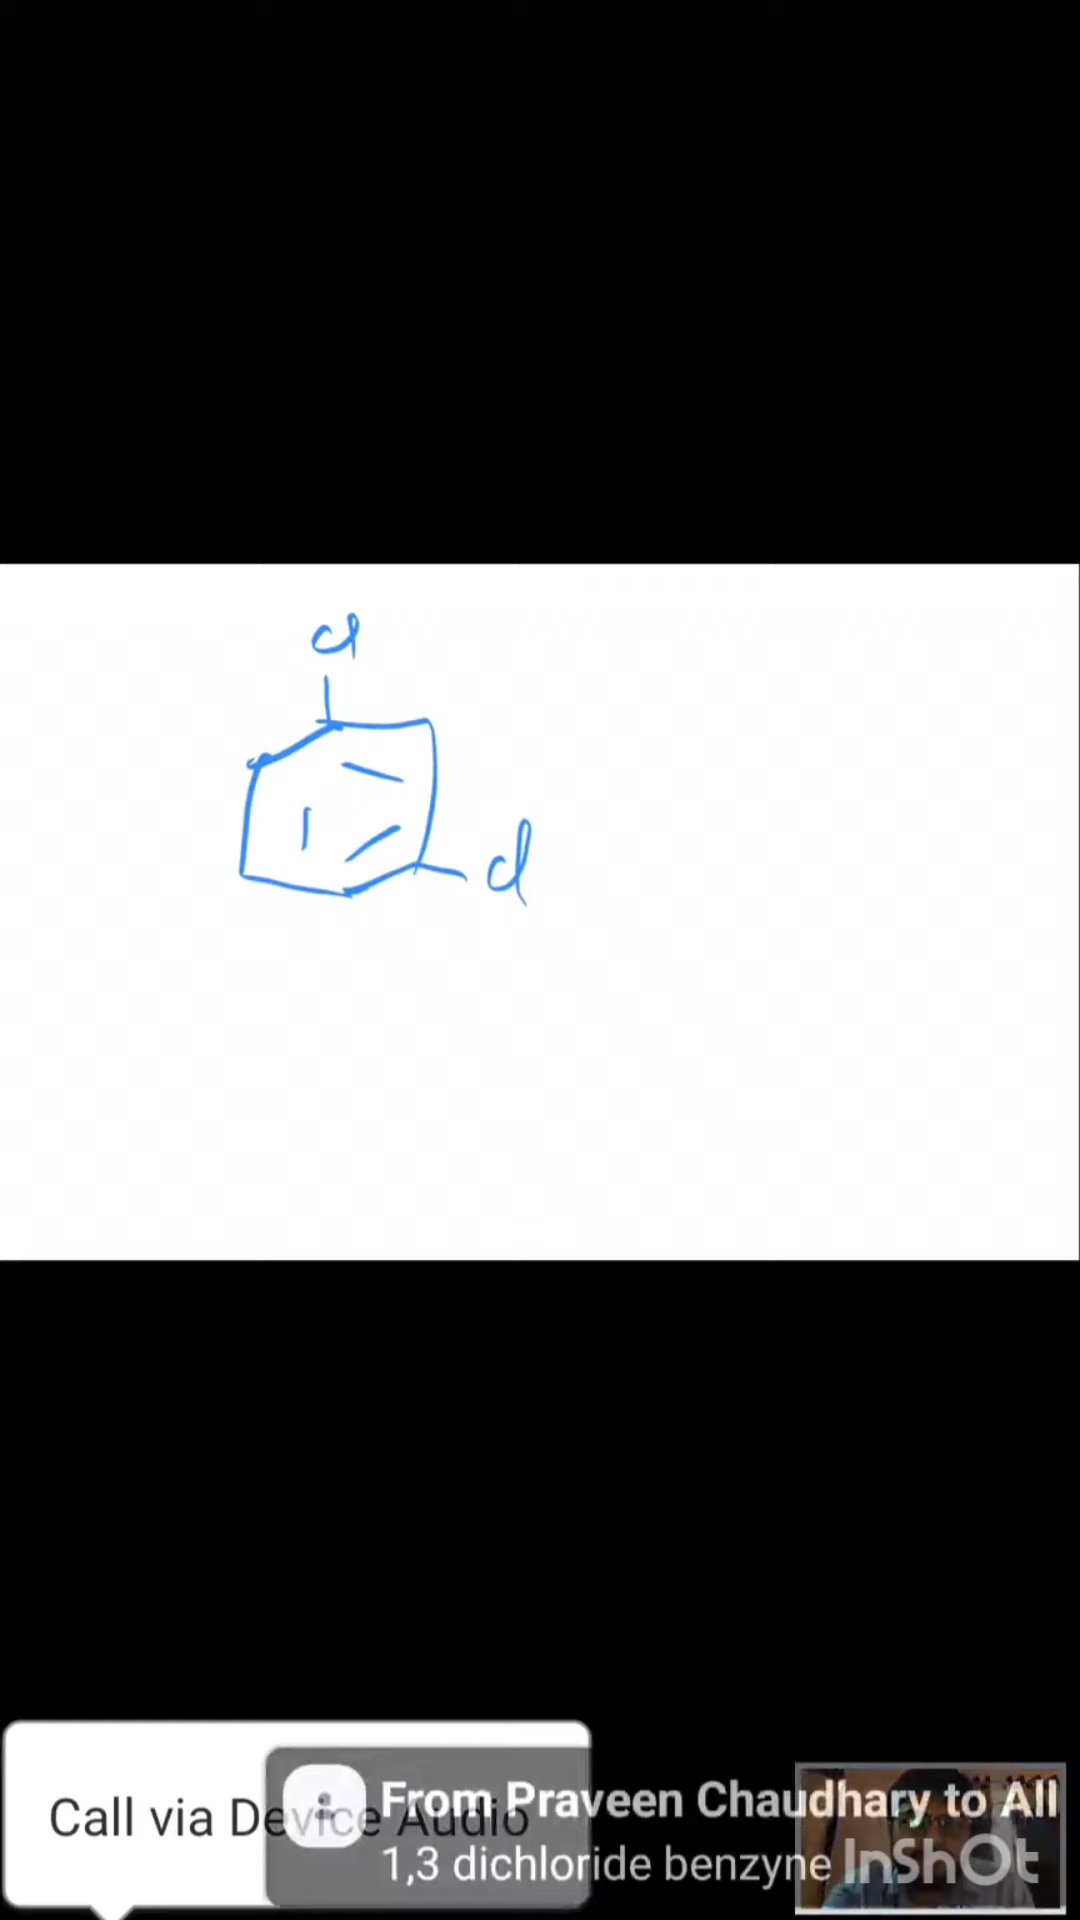 Cl
Cl
Call via Device Audio
From Praveen Chaudhary to All
1,3 dichloride benzyne
InShOt